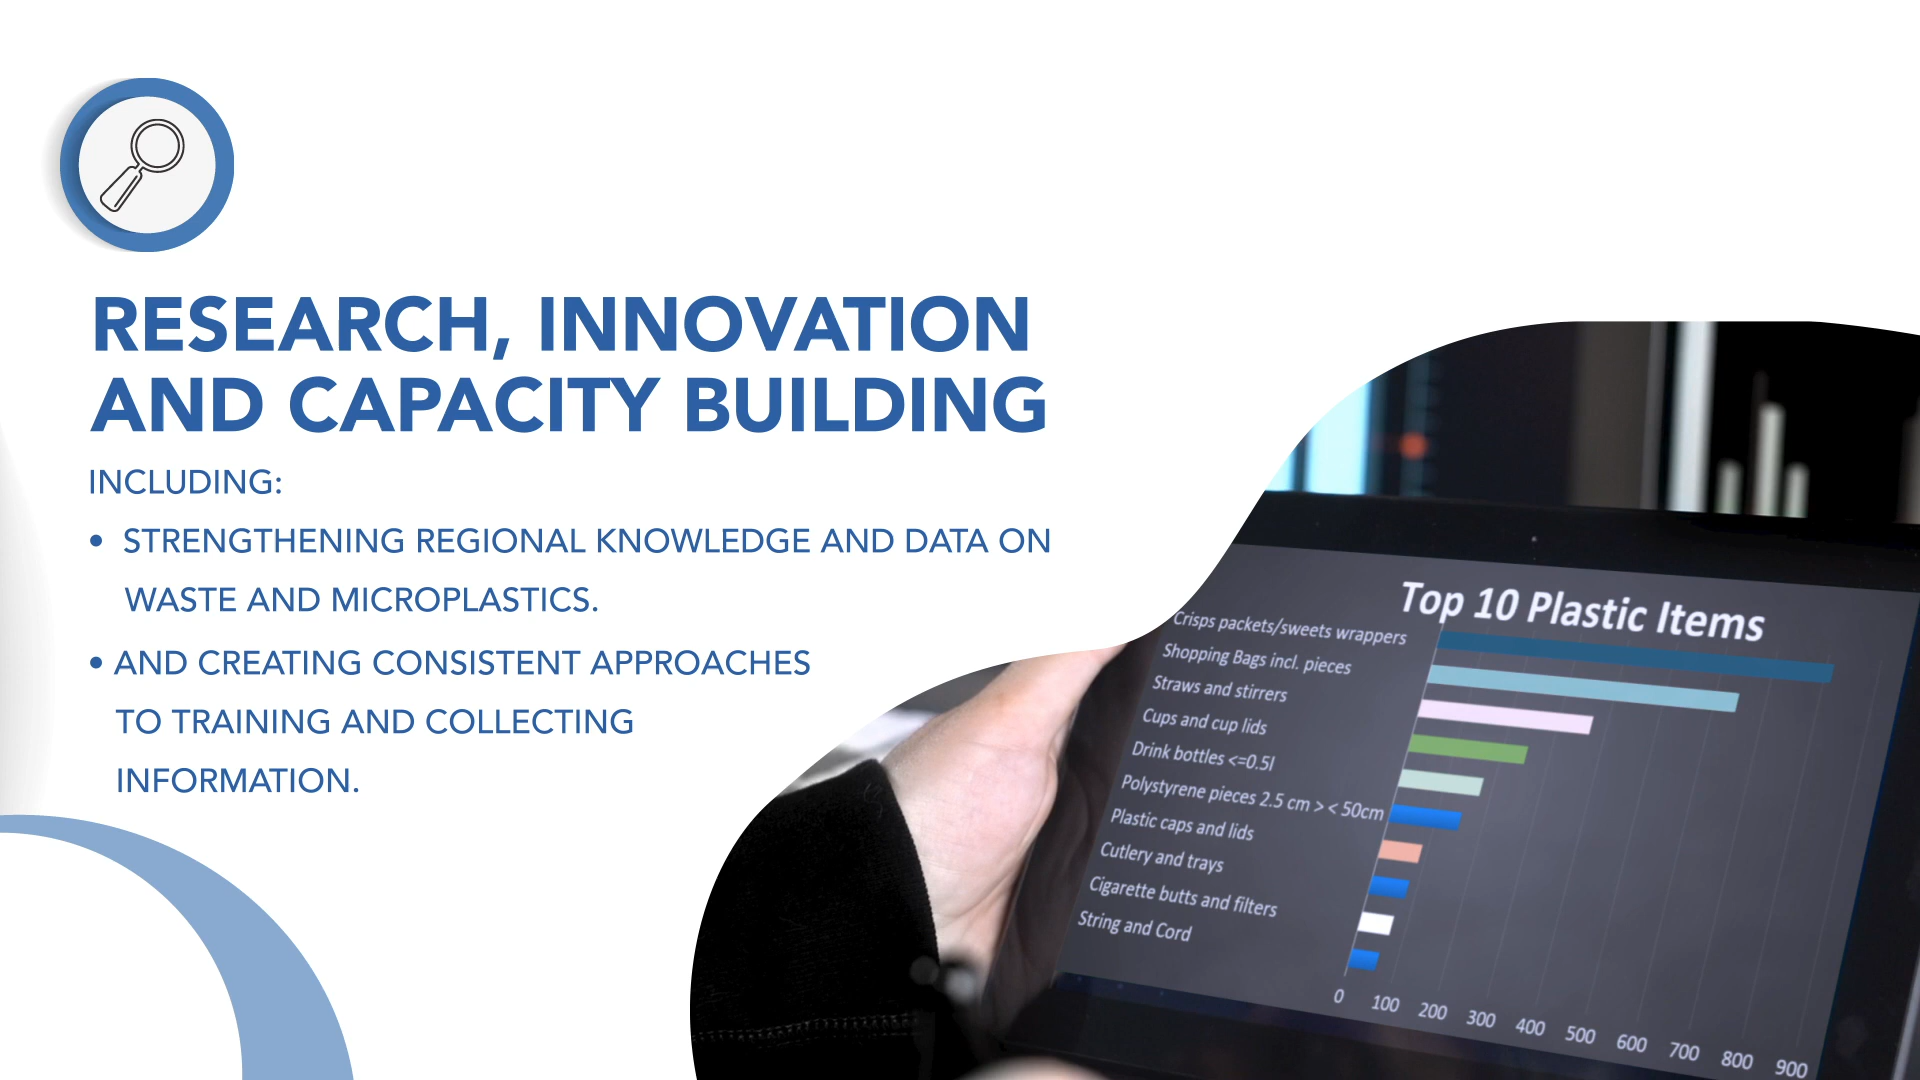 RESEARCH, INNOVATION
AND CAPACITY BUILDING
INCLUDING:
• STRENGTHENING REGIONAL KNOWLEDGE AND DATA ON
WASTE AND MICROPLASTICS.
• AND CREATING CONSISTENT APPROACHES
TO TRAINING AND COLLECTING
INFORMATION.
Top 10 Plastic Items
Crisps packets/sweets wrappers
Shopping Bags incl. pieces
Straws and stirrers
Cups and cup lids
Drink bottles <=0.5l
Polystyrene pieces 2.5 cm > < 50cm
Plastic caps and lids
Cutlery and trays
Cigarette butts and filters
String and Cord
0 100 200 300 400 500 600 700 800 900